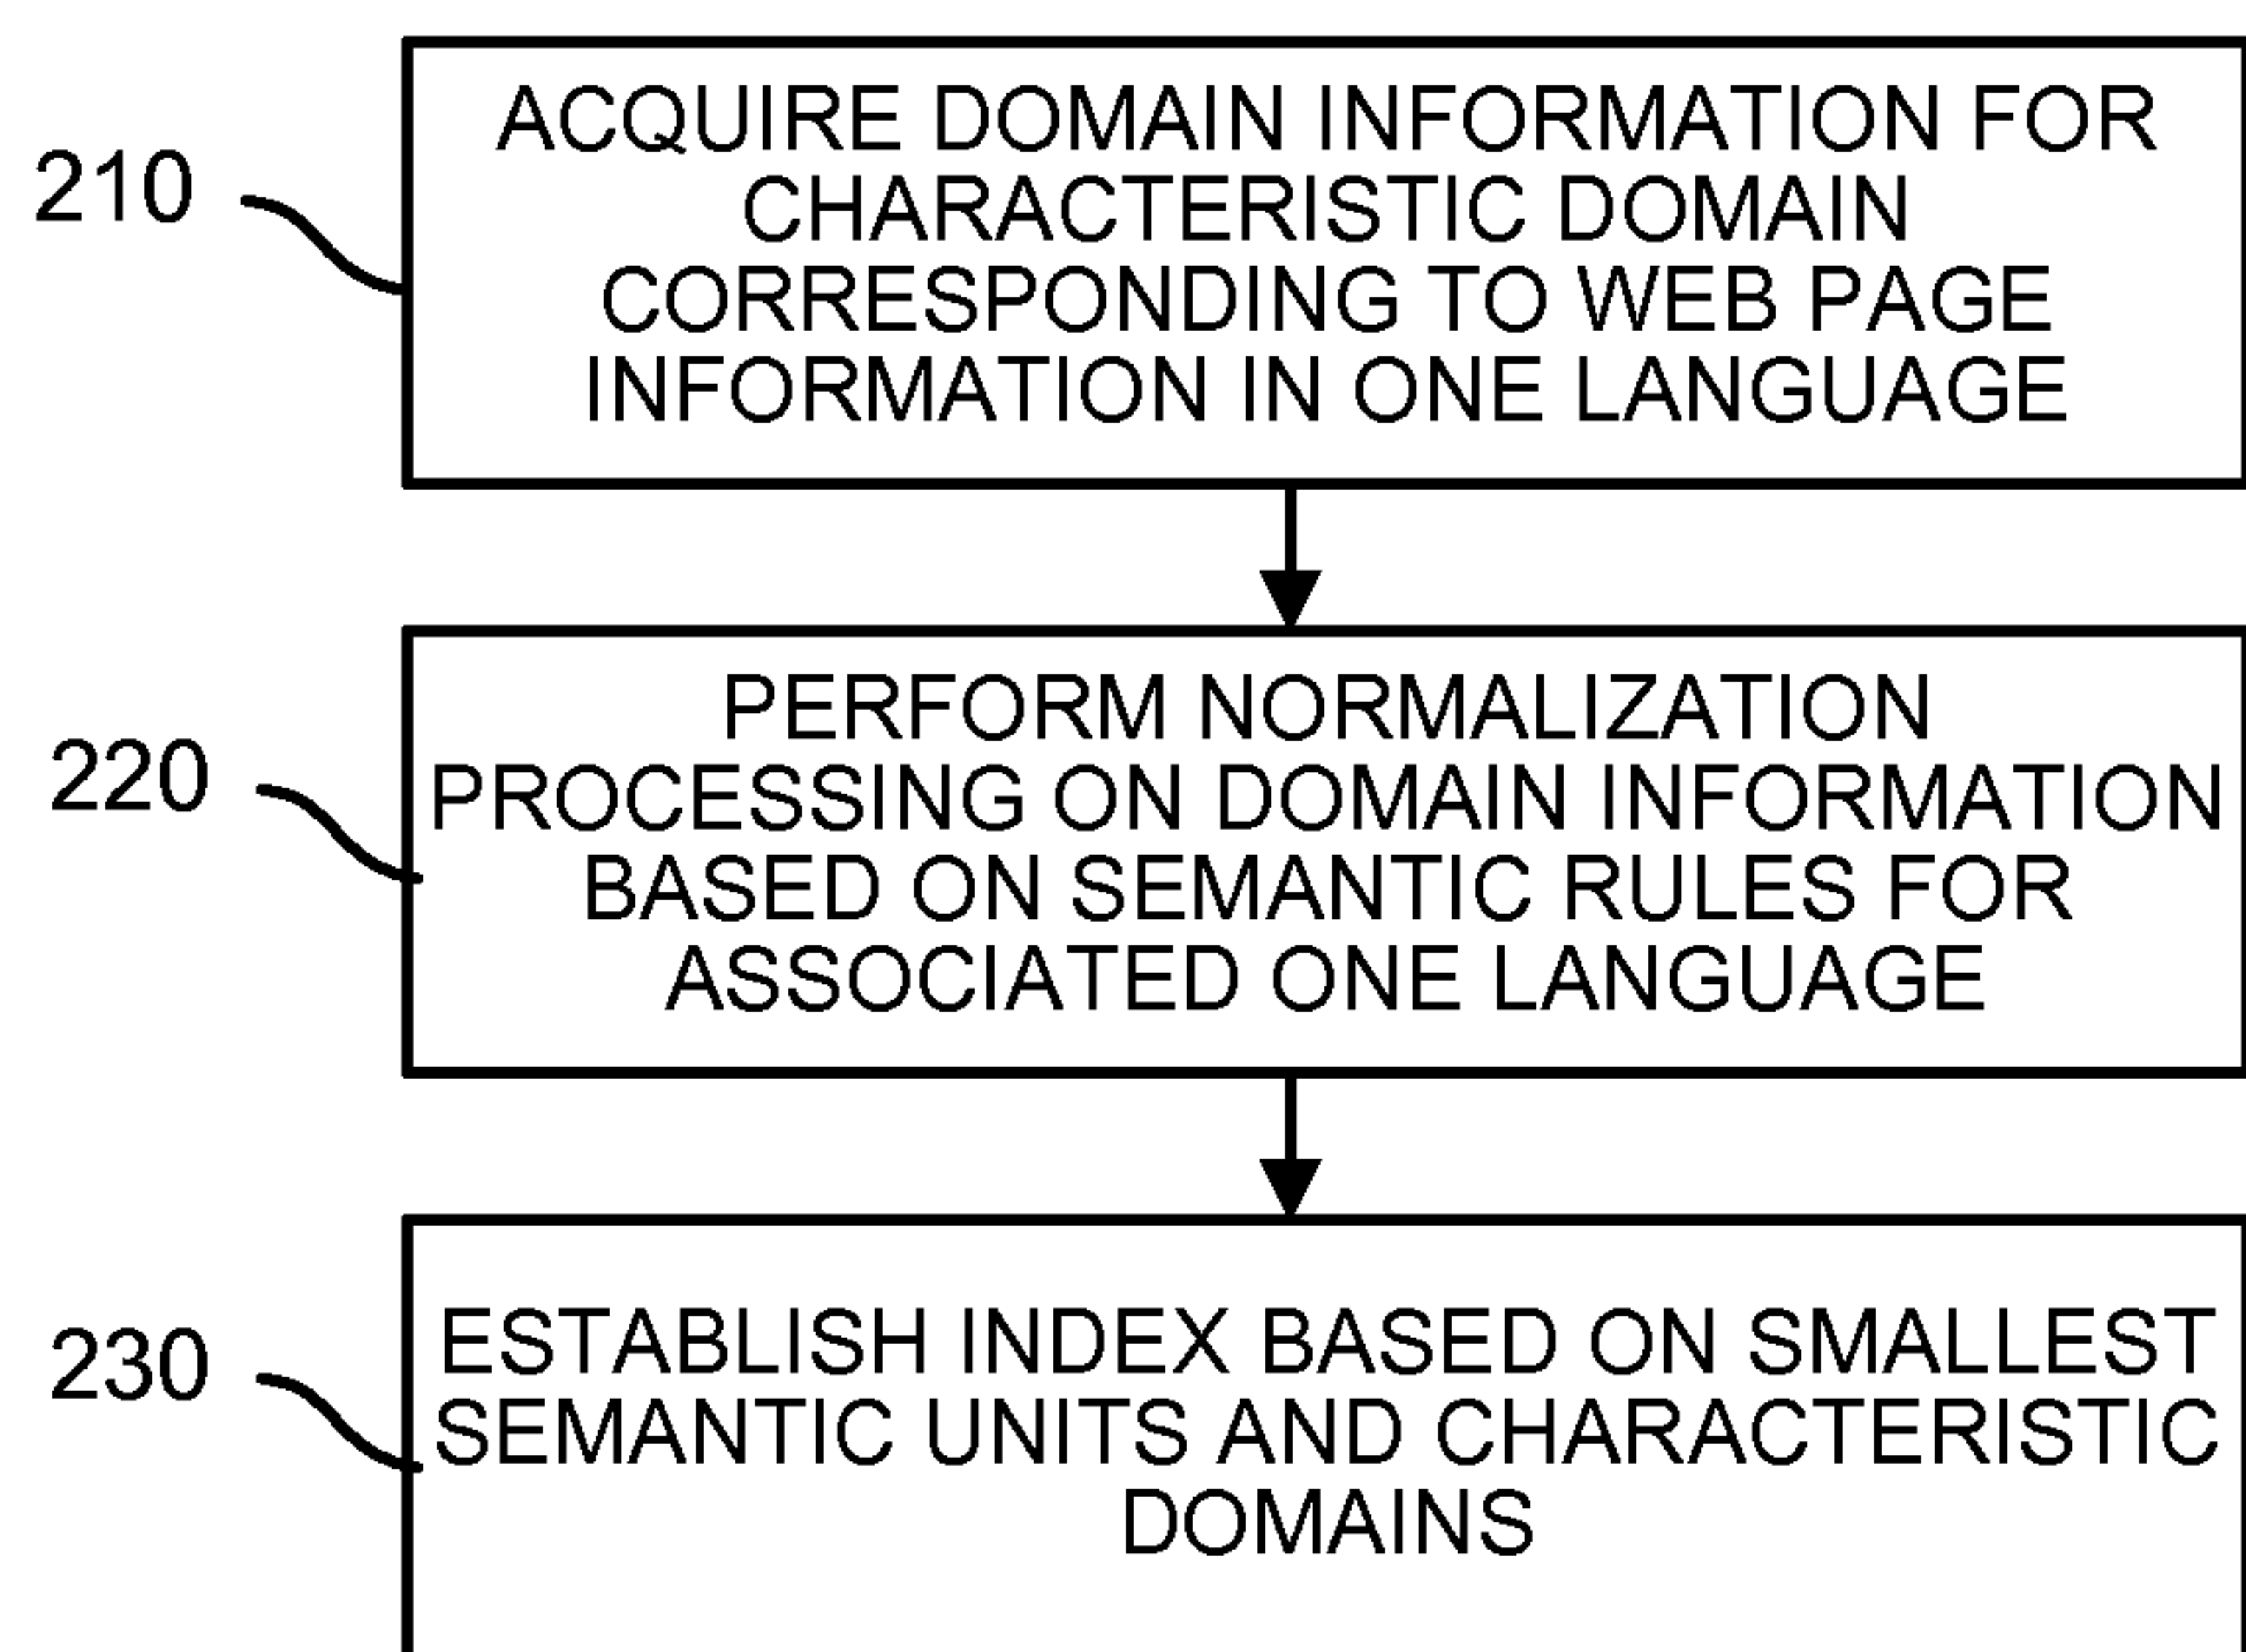 210
ACQUIRE DOMAIN INFORMATION FOR
CHARACTERISTIC DOMAIN
CORRESPONDING TO WEB PAGE
INFORMATION IN ONE LANGUAGE
220
PERFORM NORMALIZATION
PROCESSING ON DOMAIN INFORMATION
BASED ON SEMANTIC RULES FOR
ASSOCIATED ONE LANGUAGE
230
ESTABLISH INDEX BASED ON SMALLEST
SEMANTIC UNITS AND CHARACTERISTIC
DOMAINS